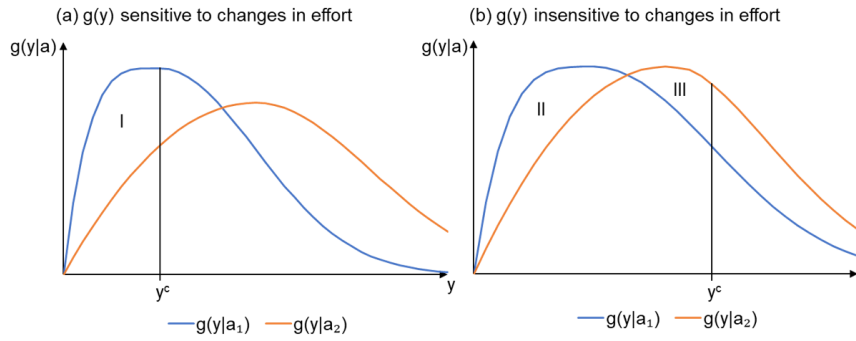 (a) g(y) sensitive to changes in effort
g(y|a)
I
yᶜ
y
g(y|a₁) g(y|a₂)
(b) g(y) insensitive to changes in effort
g(y|a)
II
III
yᶜ
g(y|a₁) g(y|a₂)